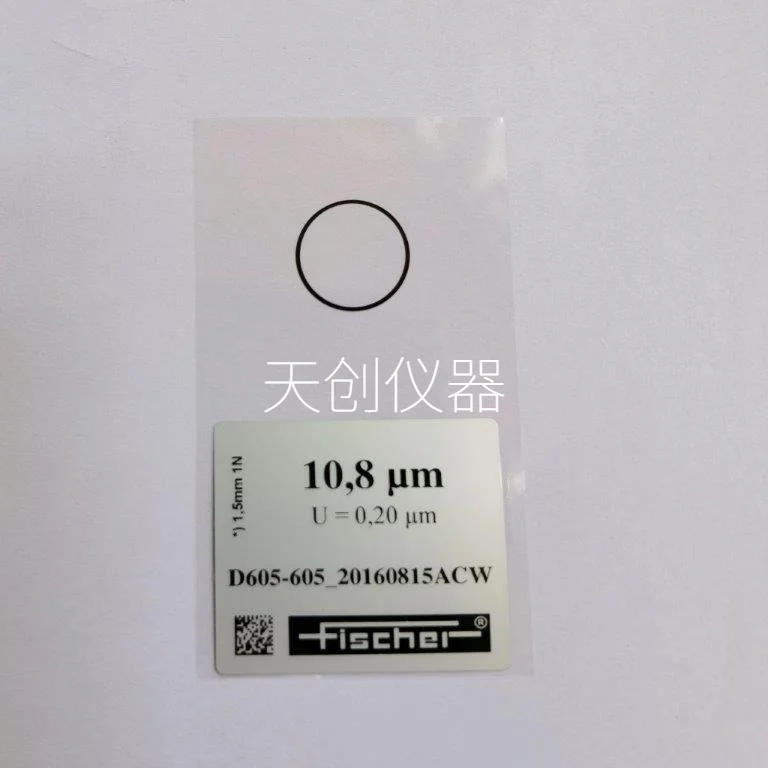 天创仪器
*) 1,5mm 1N
10,8 µm
U = 0,20 µm
D605-605_20160815ACW
Fischer®